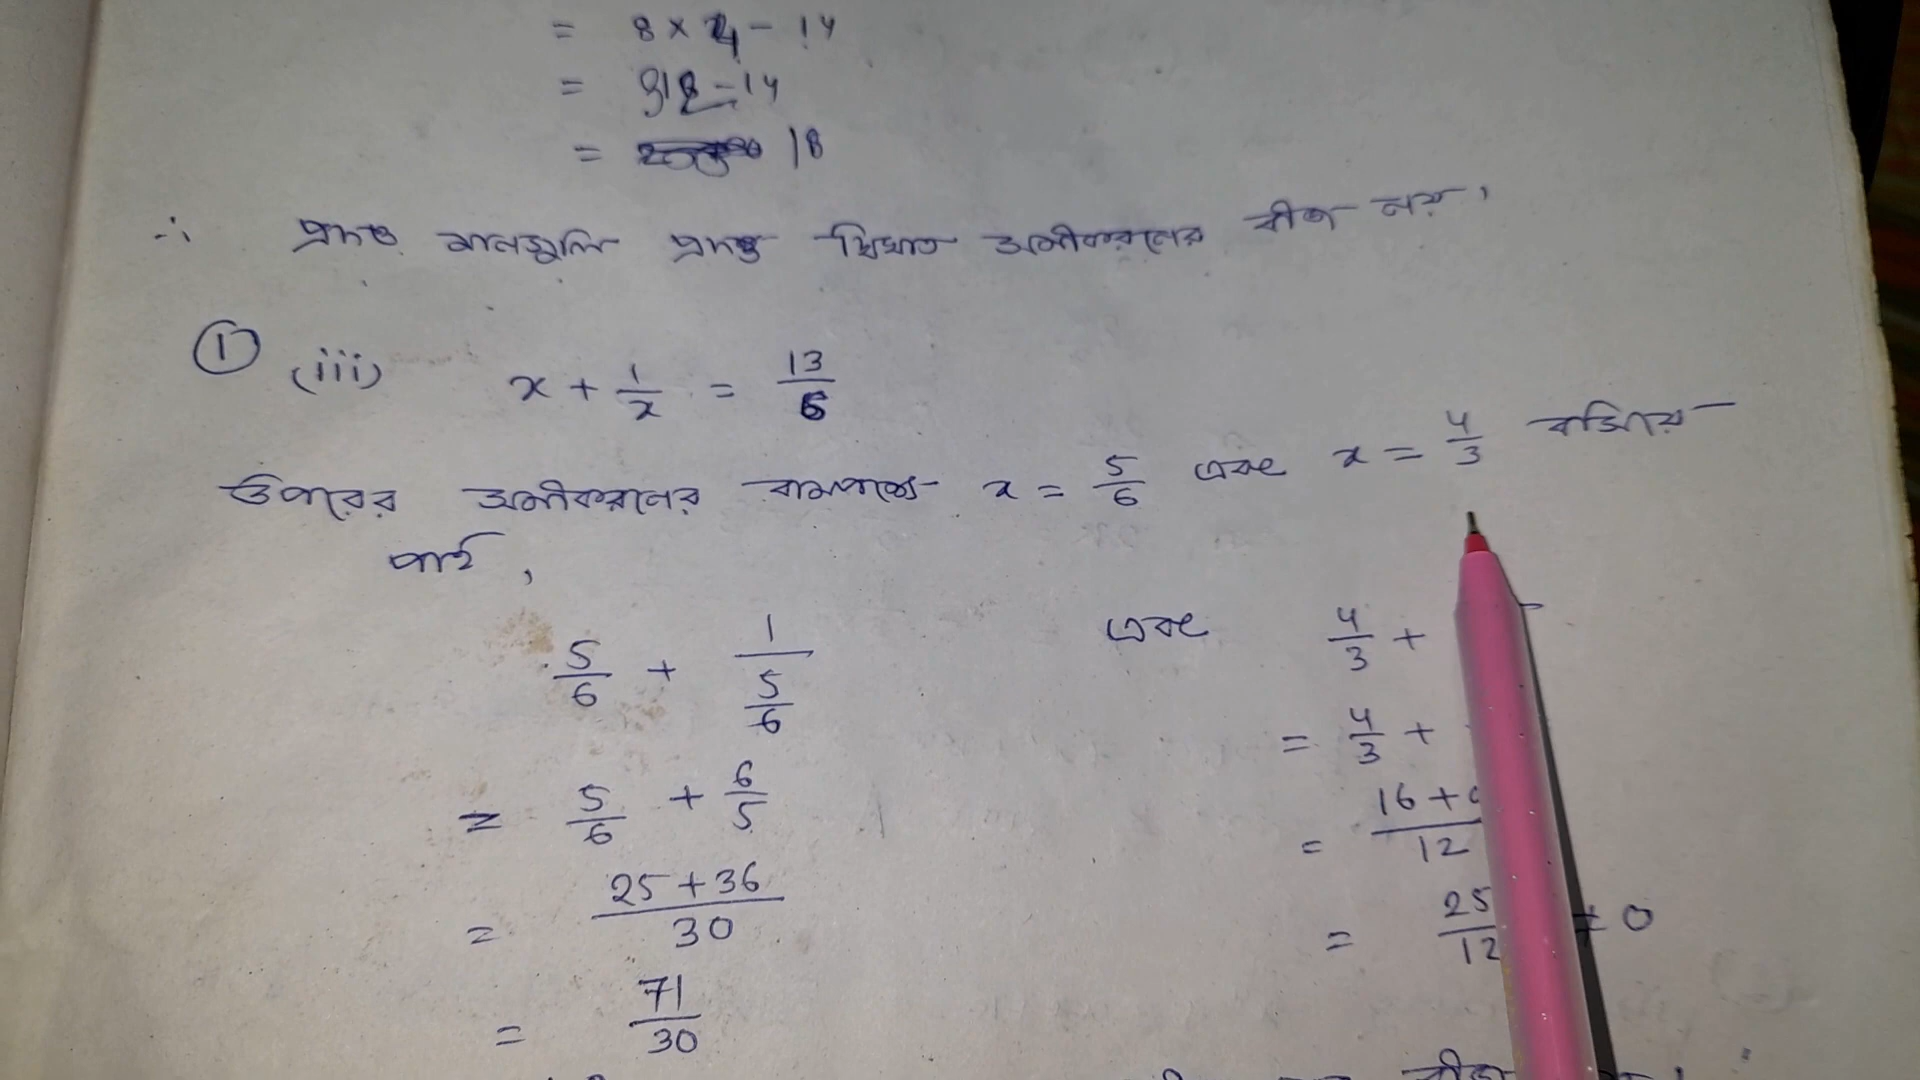 = 8 × 4 - 14
= 32 - 14
= 18
∴ প্রদত্ত মানগুলি প্রদত্ত দ্বিঘাত সমীকরণের বীজ নয়।
① (iii) x + 1/x = 13/6
উপরের সমীকরণের বামপক্ষে x = 5/6 এবং x = 4/3 বসিয়ে
পাই,
5/6 + 1/(5/6) এবং 4/3 +
= 5/6 + 6/5 = 4/3 +
= (25 + 36)/30 = 16 + /12
= 71/30 = 25/12 ≠ 0